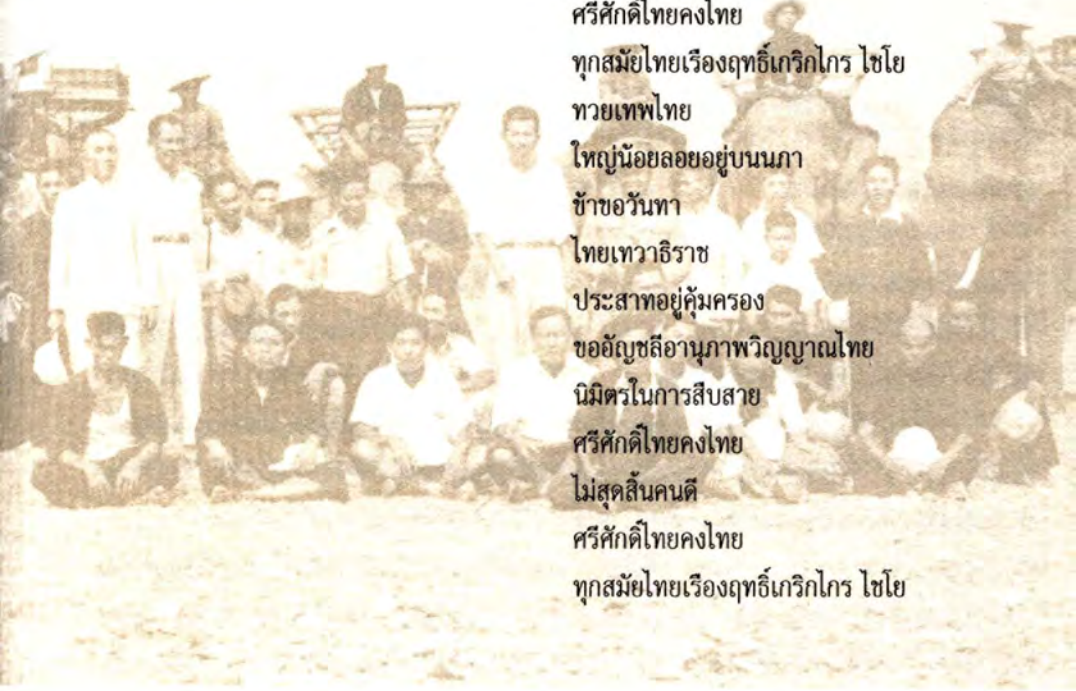 ศรีศักดิ์ไทยคงไทย
ทุกสมัยไทยเรืองฤทธิ์เกริกไกร ไชโย
ทวยเทพไทย
ใหญ่น้อยลอยอยู่บนนภา
ข้าขอวันทา
ไทยเทวาธิราช
ประสาทอยู่คุ้มครอง
ขออัญชลีอานุภาพวิญญาณไทย
นิมิตรในการสืบสาย
ศรีศักดิ์ไทยคงไทย
ไม่สุดสิ้นคนดี
ศรีศักดิ์ไทยคงไทย
ทุกสมัยไทยเรืองฤทธิ์เกริกไกร ไชโย